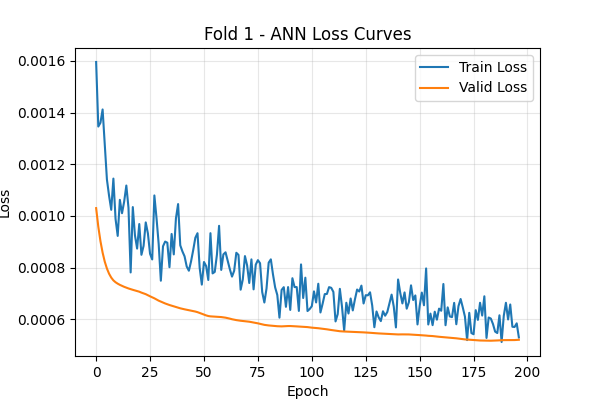 Fold 1 - ANN Loss Curves
Train Loss
Valid Loss
0.0016
0.0014
0.0012
0.0010
0.0008
0.0006
Loss
0 25 50 75 100 125 150 175 200
Epoch